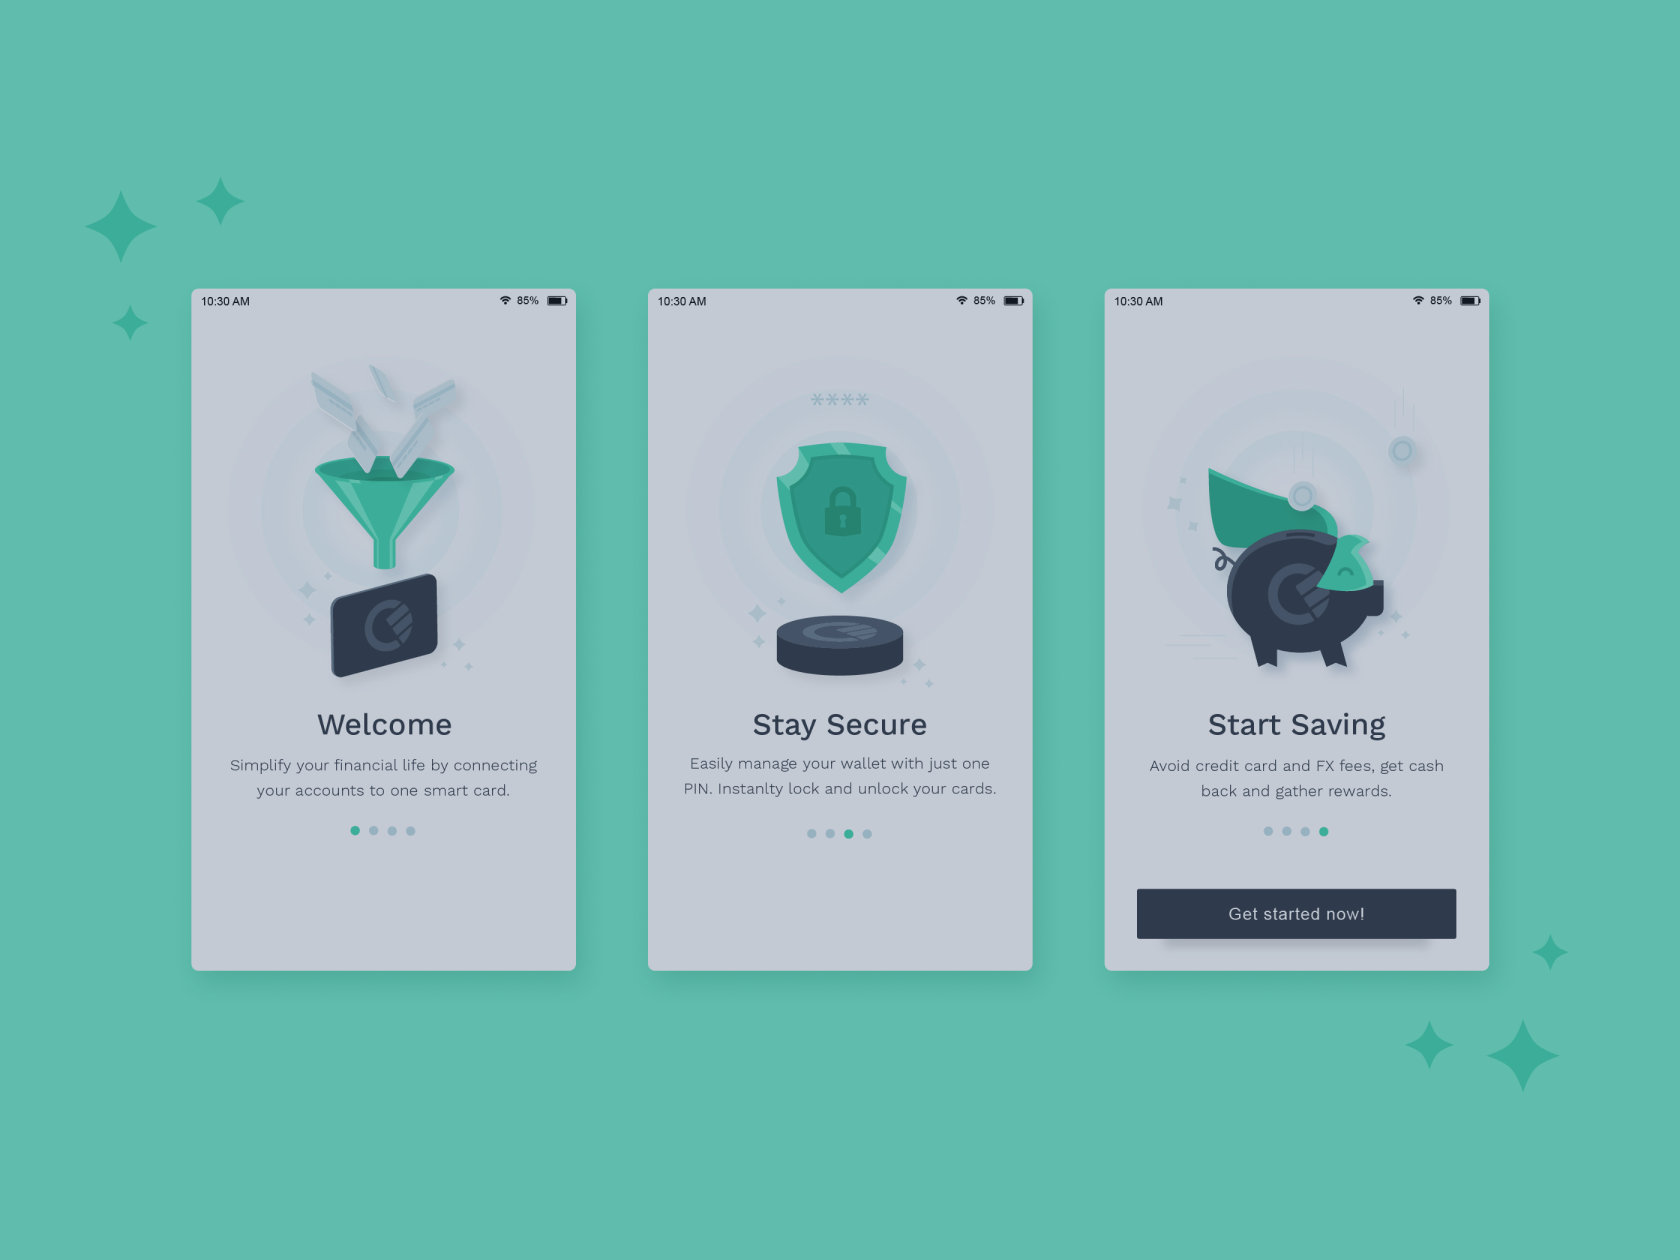 10:30 AM 85%
Welcome
Simplify your financial life by connecting
your accounts to one smart card.
10:30 AM 85%
****
Stay Secure
Easily manage your wallet with just one
PIN. Instanlty lock and unlock your cards.
10:30 AM 85%
Start Saving
Avoid credit card and FX fees, get cash
back and gather rewards.
Get started now!